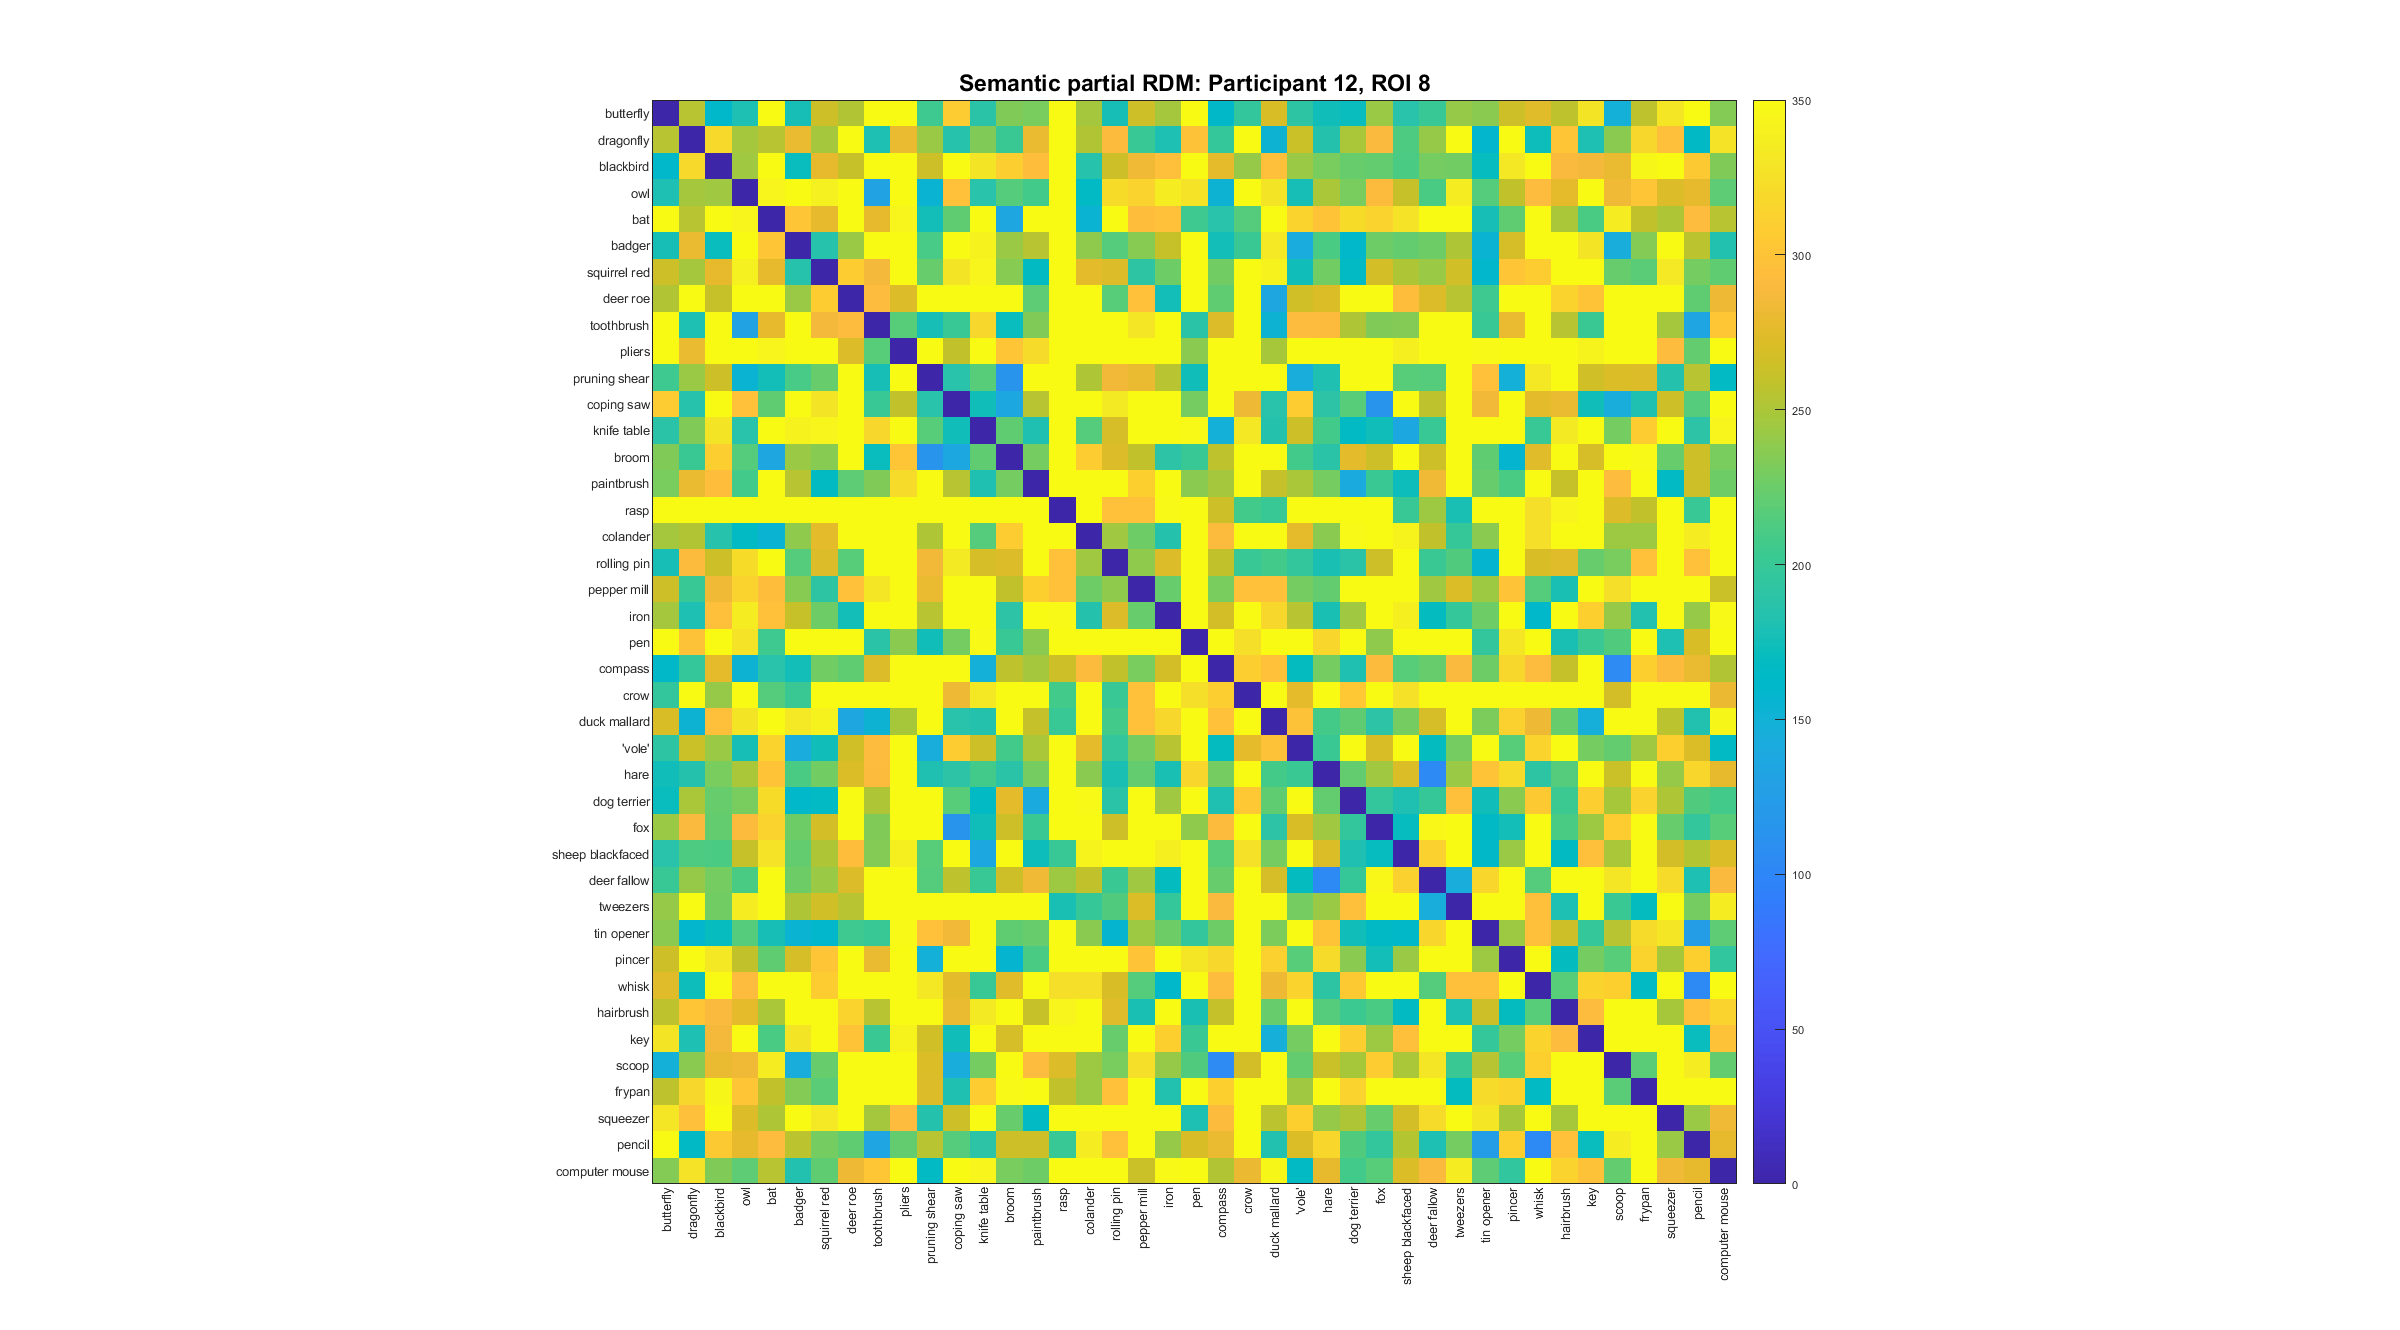 Semantic partial RDM: Participant 12, ROI 8
butterfly
dragonfly
blackbird
owl
bat
badger
squirrel red
deer roe
toothbrush
pliers
pruning shear
coping saw
knife table
broom
paintbrush
rasp
colander
rolling pin
pepper mill
iron
pen
compass
crow
duck mallard
'vole'
hare
dog terrier
fox
sheep blackfaced
deer fallow
tweezers
tin opener
pincer
whisk
hairbrush
key
scoop
frypan
squeezer
pencil
computer mouse
350
300
250
200
150
100
50
0
butterfly
dragonfly
blackbird
owl
bat
badger
squirrel red
deer roe
toothbrush
pliers
pruning shear
coping saw
knife table
broom
paintbrush
rasp
colander
rolling pin
pepper mill
iron
pen
compass
crow
duck mallard
'vole'
hare
dog terrier
fox
sheep blackfaced
deer fallow
tweezers
tin opener
pincer
whisk
hairbrush
key
scoop
frypan
squeezer
pencil
computer mouse